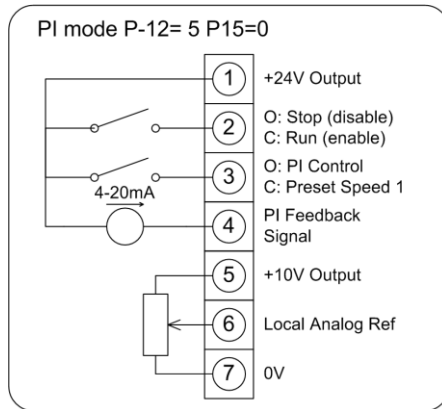 PI mode P-12= 5 P15=0
1 +24V Output
2 O: Stop (disable)
C: Run (enable)
3 O: PI Control
C: Preset Speed 1
4-20mA
4 PI Feedback
Signal
5 +10V Output
6 Local Analog Ref
7 0V